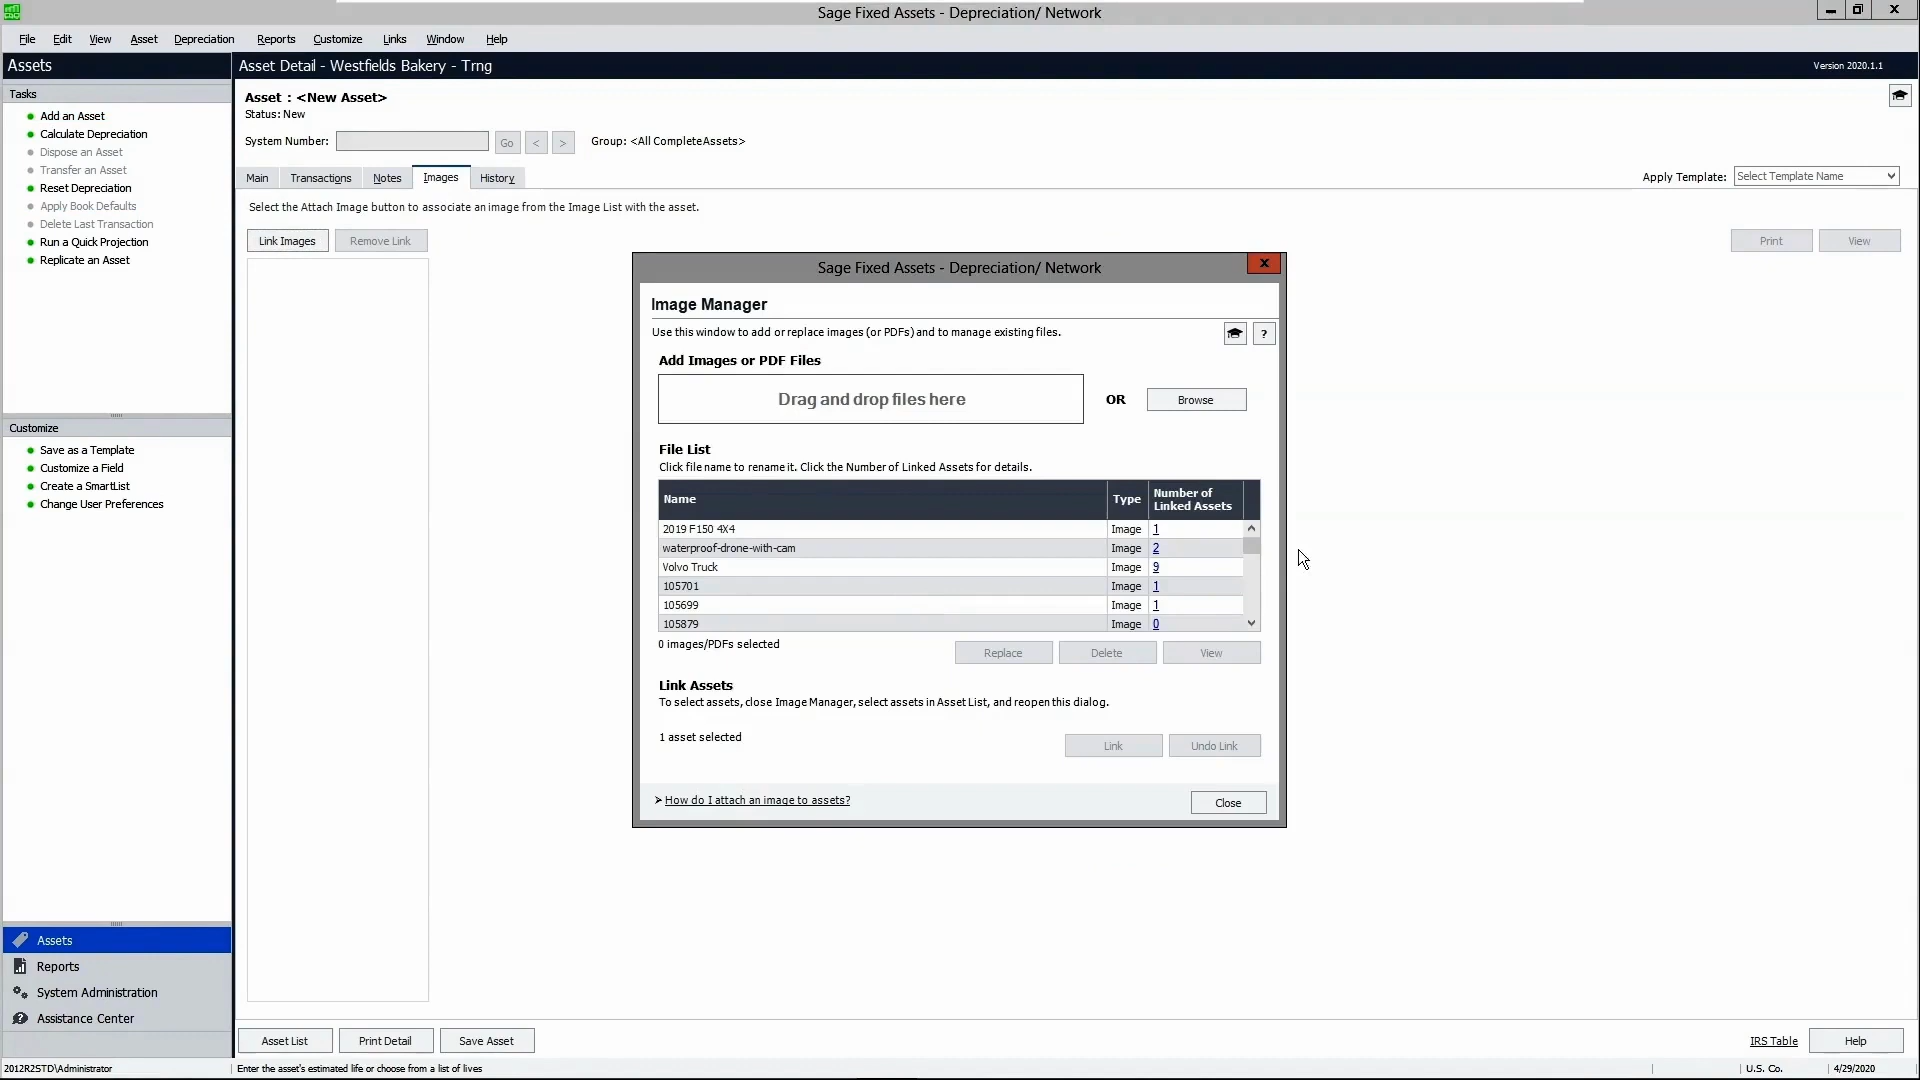 Sage Fixed Assets - Depreciation/ Network
File Edit View Asset Depreciation Reports Customize Links Window Help
Assets
Asset Detail - Westfields Bakery - Trng
Version 2020.1.1
Tasks
Add an Asset
Calculate Depreciation
Dispose an Asset
Transfer an Asset
Reset Depreciation
Apply Book Defaults
Delete Last Transaction
Run a Quick Projection
Replicate an Asset
Customize
Save as a Template
Customize a Field
Create a SmartList
Change User Preferences
Assets
Reports
System Administration
Assistance Center
Asset : <New Asset>
Status: New
System Number: Go < > Group: <All Complete Assets>
Main Transactions Notes Images History
Apply Template: Select Template Name
Select the Attach Image button to associate an image from the Image List with the asset.
Link Images Remove Link Print View
Sage Fixed Assets - Depreciation/ Network
x
Image Manager
Use this window to add or replace images (or PDFs) and to manage existing files.
?
Add Images or PDF Files
Drag and drop files here OR Browse
File List
Click file name to rename it. Click the Number of Linked Assets for details.
Name Type Number of Linked Assets
2019 F150 4X4 Image 1
waterproof-drone-with-cam Image 2
Volvo Truck Image 9
105701 Image 1
105699 Image 1
105879 Image 0
0 images/PDFs selected
Replace Delete View
Link Assets
To select assets, close Image Manager, select assets in Asset List, and reopen this dialog.
1 asset selected
Link Undo Link
How do I attach an image to assets?
Close
Asset List Print Detail Save Asset IRS Table Help
2012R2STD\Administrator Enter the asset's estimated life or choose from a list of lives U.S. Co. 4/29/2020